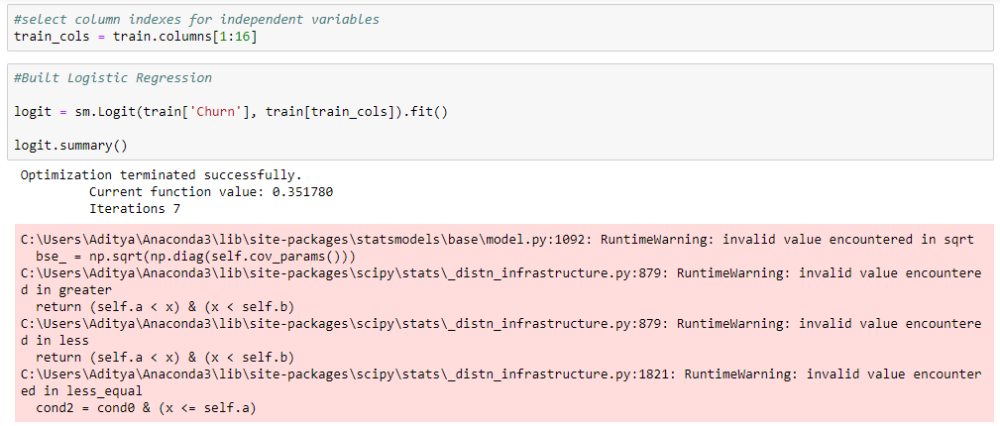 #select column indexes for independent variables
train_cols = train.columns[1:16]
#Built Logistic Regression
logit = sm.Logit(train['Churn'], train[train_cols]).fit()
logit.summary()
Optimization terminated successfully.
Current function value: 0.351780
Iterations 7
C:\Users\Aditya\Anaconda3\lib\site-packages\statsmodels\base\model.py:1092: RuntimeWarning: invalid value encountered in sqrt
bse_ = np.sqrt(np.diag(self.cov_params()))
C:\Users\Aditya\Anaconda3\lib\site-packages\scipy\stats\_distn_infrastructure.py:879: RuntimeWarning: invalid value encountere
d in greater
return (self.a < x) & (x < self.b)
C:\Users\Aditya\Anaconda3\lib\site-packages\scipy\stats\_distn_infrastructure.py:879: RuntimeWarning: invalid value encountere
d in less
return (self.a < x) & (x < self.b)
C:\Users\Aditya\Anaconda3\lib\site-packages\scipy\stats\_distn_infrastructure.py:1821: RuntimeWarning: invalid value encounter
ed in less_equal
cond2 = cond0 & (x <= self.a)